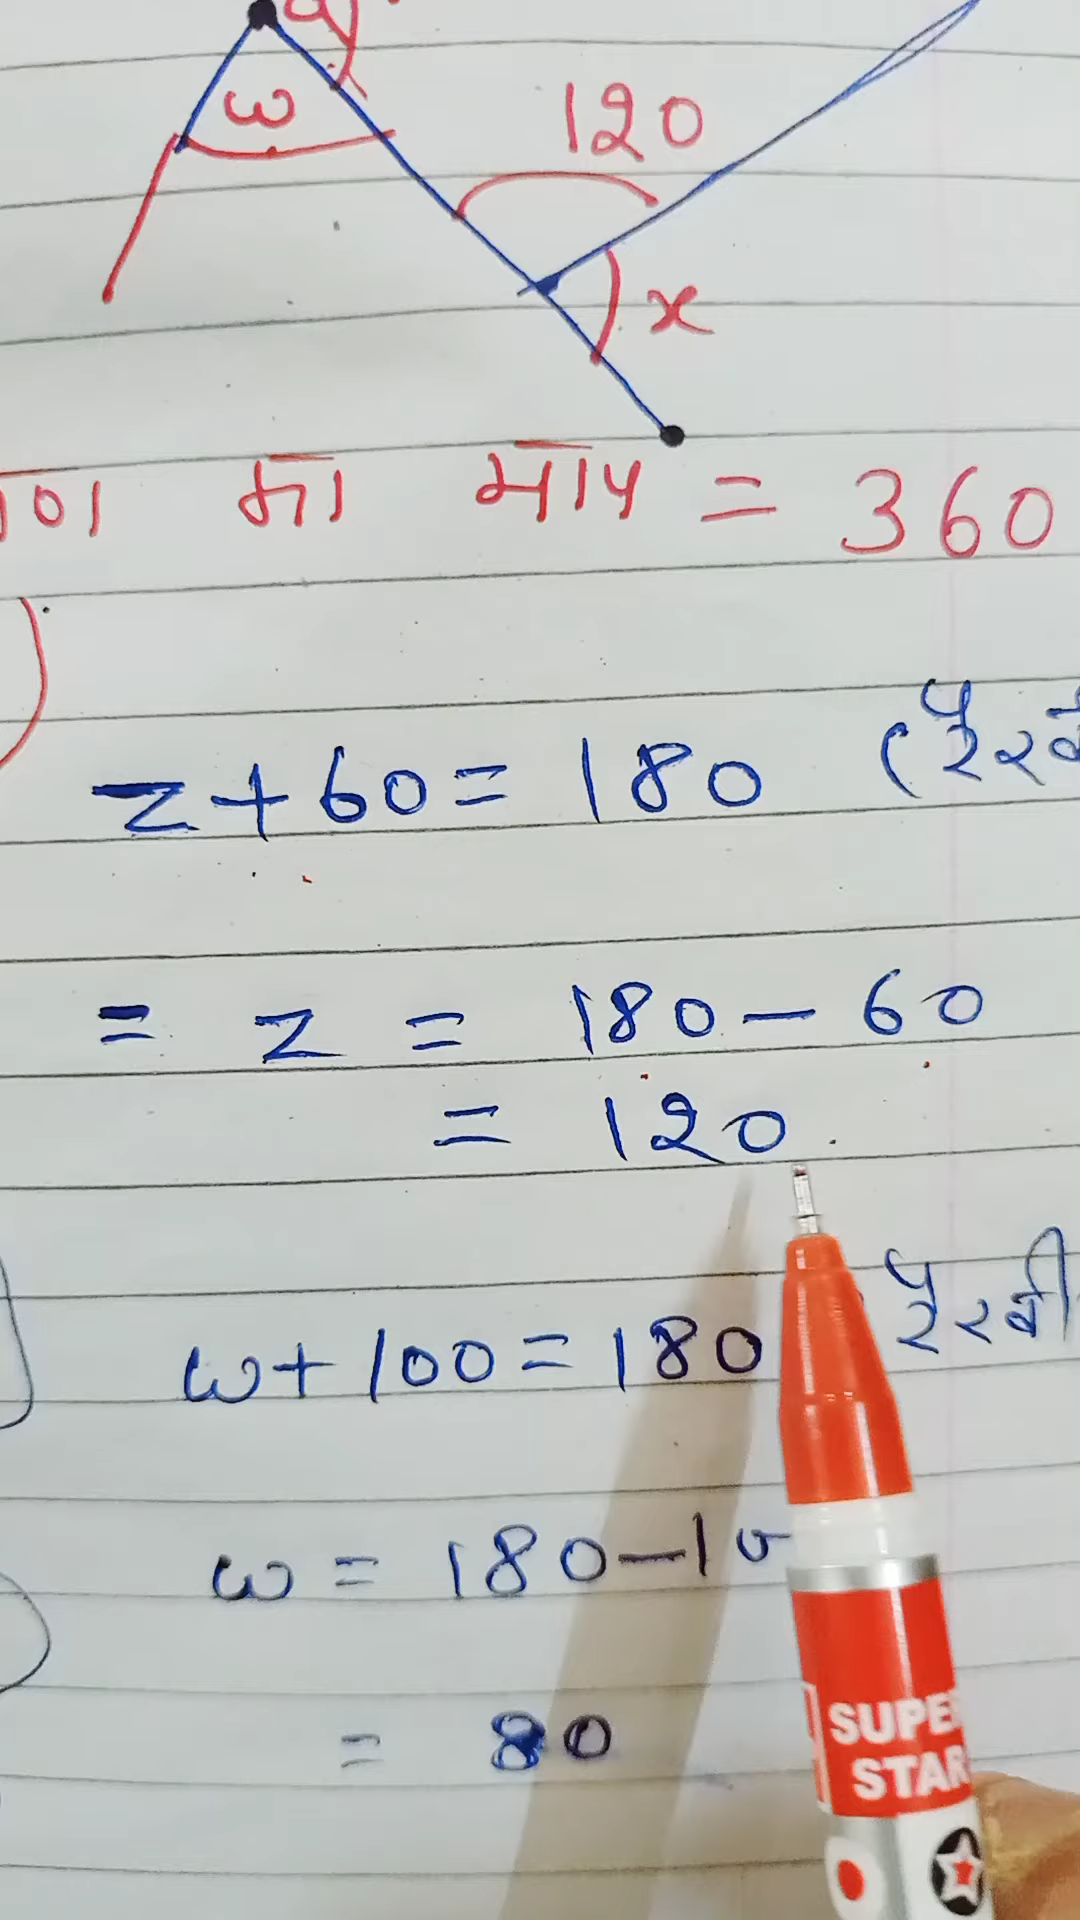 ω
120
x
का माप = 360
z + 60 = 180
= z = 180 - 60
= 120
ω + 100 = 180
ω = 180 - 10
= 80
SUPER
STAR